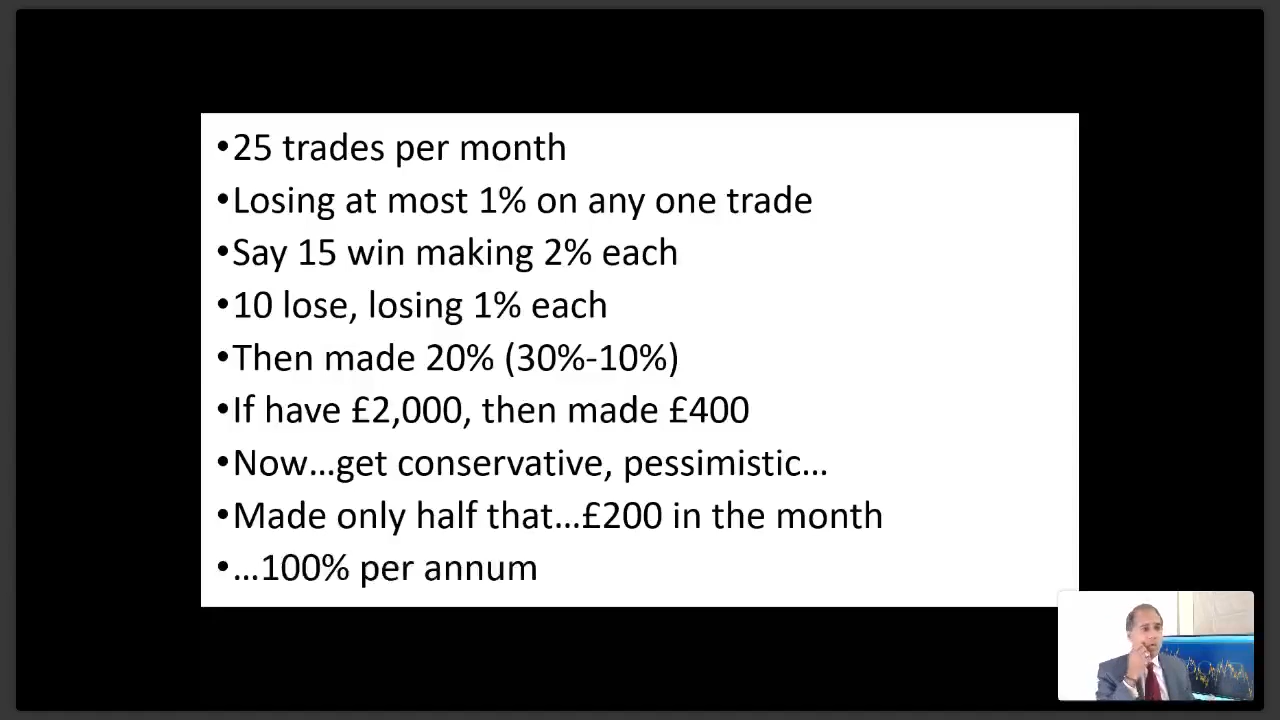 •25 trades per month
•Losing at most 1% on any one trade
•Say 15 win making 2% each
•10 lose, losing 1% each
•Then made 20% (30%-10%)
•If have £2,000, then made £400
•Now…get conservative, pessimistic…
•Made only half that…£200 in the month
•…100% per annum